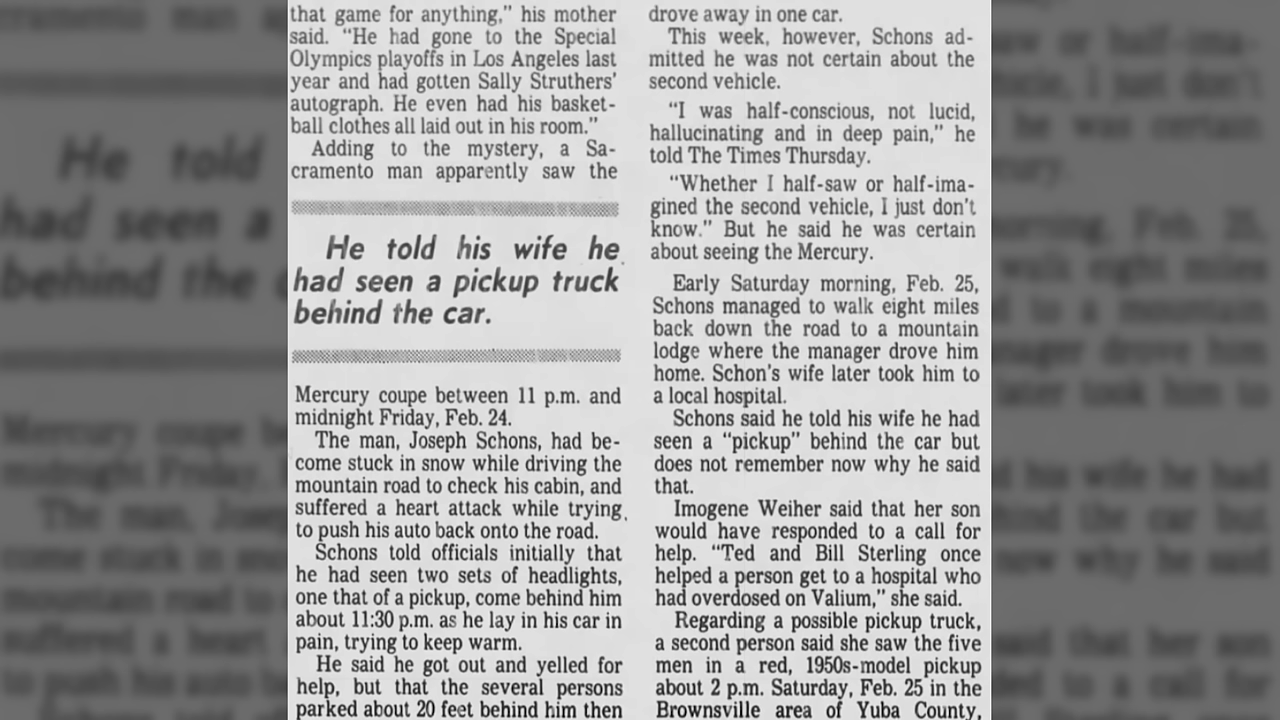 that game for anything," his mother
said. "He had gone to the Special
Olympics playoffs in Los Angeles last
year and had gotten Sally Struthers'
autograph. He even had his basket-
ball clothes all laid out in his room."
Adding to the mystery, a Sa-
cramento man apparently saw the
He told his wife he
had seen a pickup truck
behind the car.
Mercury coupe between 11 p.m. and
midnight Friday, Feb. 24.
The man, Joseph Schons, had be-
come stuck in snow while driving the
mountain road to check his cabin, and
suffered a heart attack while trying
to push his auto back onto the road.
Schons told officials initially that
he had seen two sets of headlights,
one that of a pickup, come behind him
about 11:30 p.m. as he lay in his car in
pain, trying to keep warm.
He said he got out and yelled for
help, but that the several persons
parked about 20 feet behind him then
drove away in one car.
This week, however, Schons ad-
mitted he was not certain about the
second vehicle.
"I was half-conscious, not lucid,
hallucinating and in deep pain," he
told The Times Thursday.
"Whether I half-saw or half-ima-
gined the second vehicle, I just don't
know." But he said he was certain
about seeing the Mercury.
Early Saturday morning, Feb. 25,
Schons managed to walk eight miles
back down the road to a mountain
lodge where the manager drove him
home. Schon's wife later took him to
a local hospital.
Schons said he told his wife he had
seen a "pickup" behind the car but
does not remember now why he said
that.
Imogene Weiher said that her son
would have responded to a call for
help. "Ted and Bill Sterling once
helped a person get to a hospital who
had overdosed on Valium," she said.
Regarding a possible pickup truck,
a second person said she saw the five
men in a red, 1950s-model pickup
about 2 p.m. Saturday, Feb. 25 in the
Brownsville area of Yuba County,